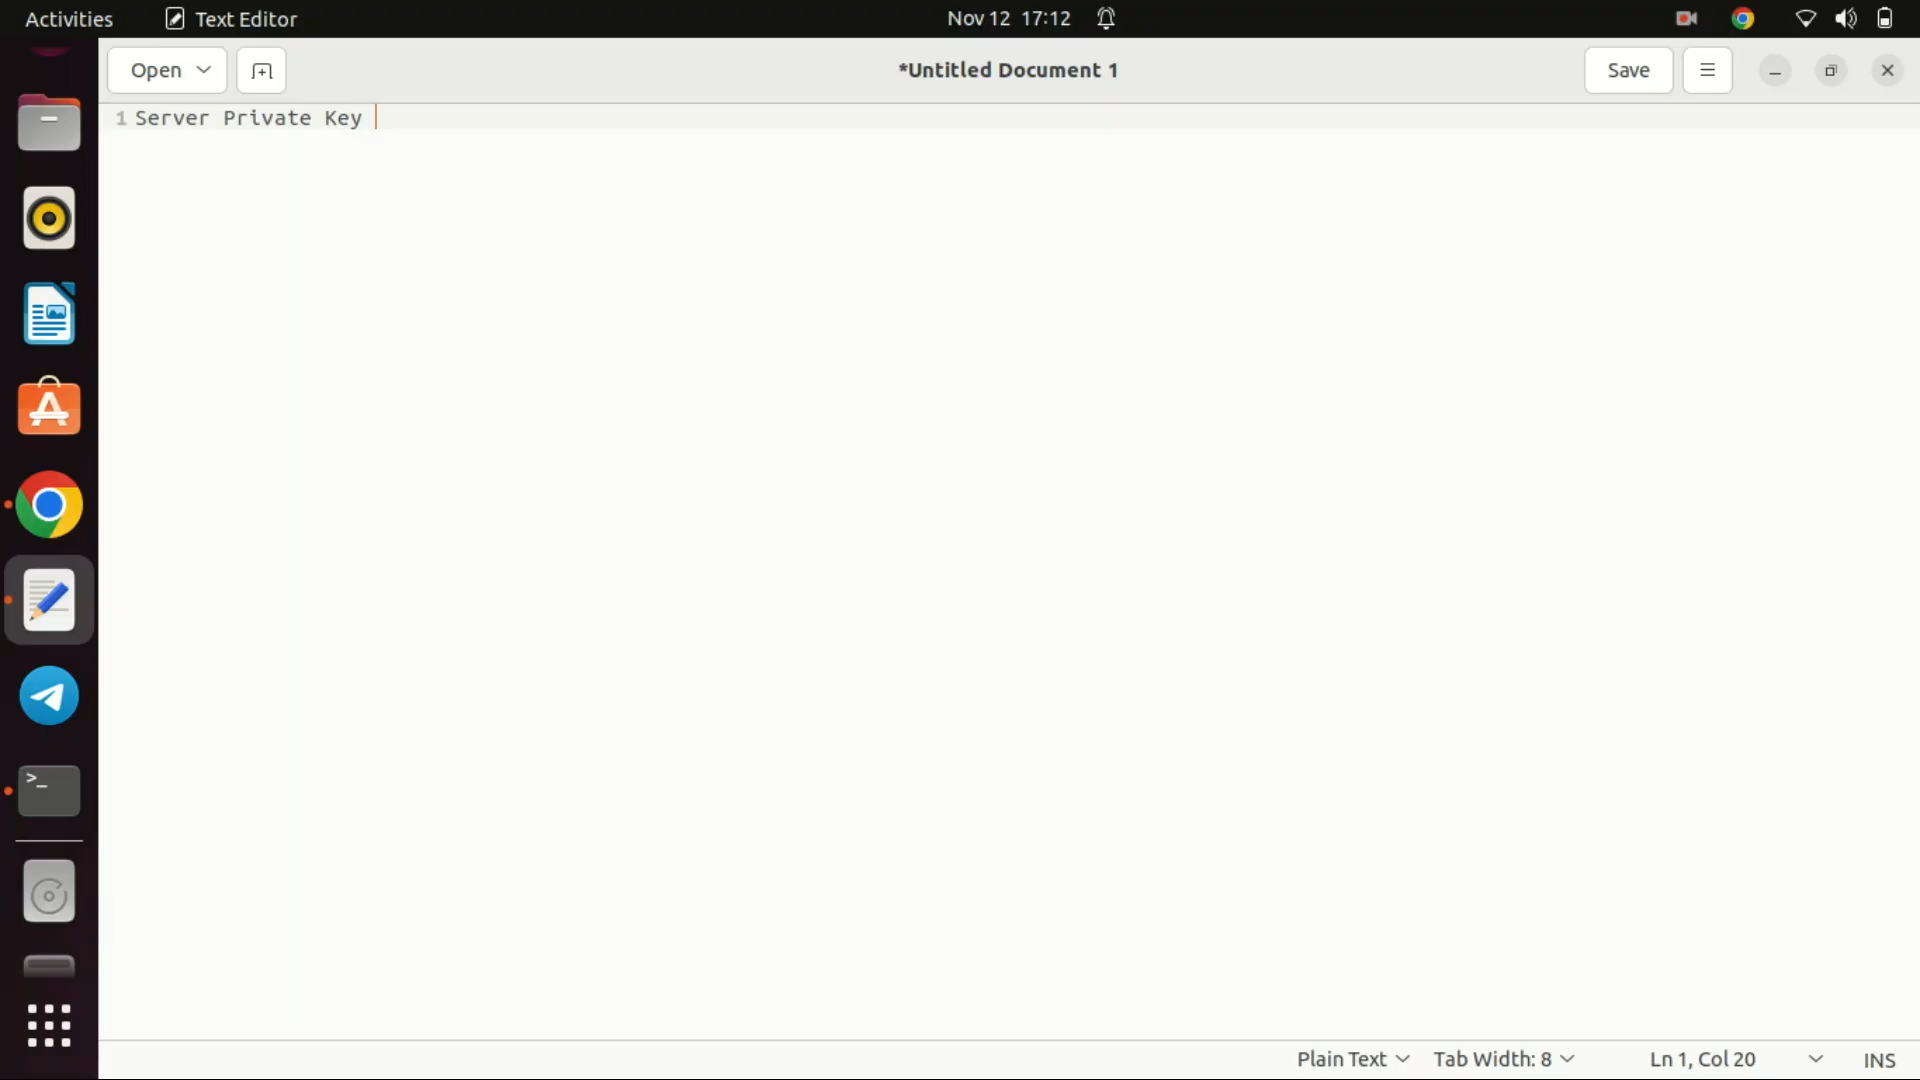 Activities Text Editor Nov 12 17:12
Open *Untitled Document 1 Save
1 Server Private Key
>_
Plain Text Tab Width: 8 Ln 1, Col 20 INS